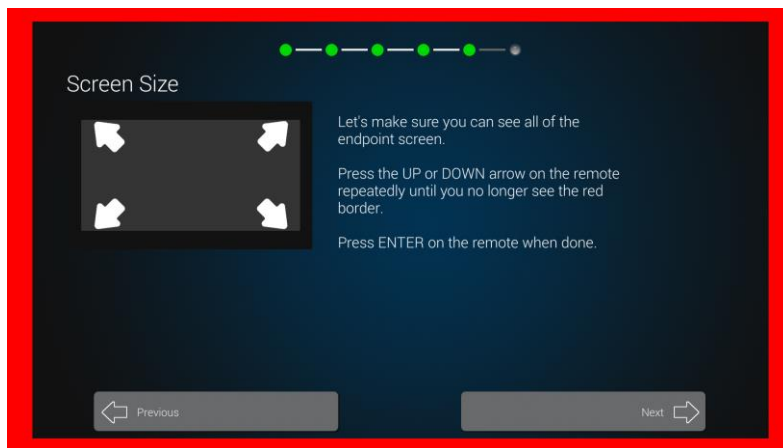 Screen Size
Let's make sure you can see all of the
endpoint screen.
Press the UP or DOWN arrow on the remote
repeatedly until you no longer see the red
border.
Press ENTER on the remote when done.
Previous
Next